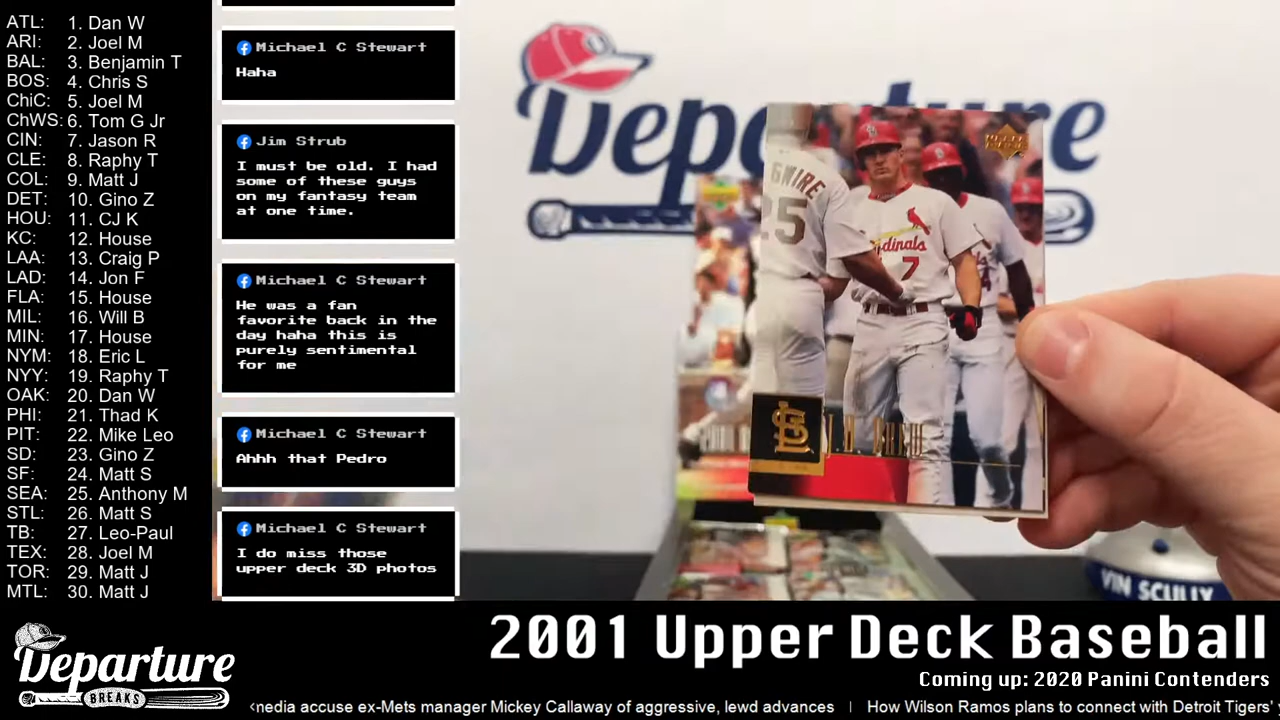 ATL: 1. Dan W
ARI: 2. Joel M
BAL: 3. Benjamin T
BOS: 4. Chris S
ChiC: 5. Joel M
ChWS: 6. Tom G Jr
CIN: 7. Jason R
CLE: 8. Raphy T
COL: 9. Matt J
DET: 10. Gino Z
HOU: 11. CJ K
KC: 12. House
LAA: 13. Craig P
LAD: 14. Jon F
FLA: 15. House
MIL: 16. Will B
MIN: 17. House
NYM: 18. Eric L
NYY: 19. Raphy T
OAK: 20. Dan W
PHI: 21. Thad K
PIT: 22. Mike Leo
SD: 23. Gino Z
SF: 24. Matt S
SEA: 25. Anthony M
STL: 26. Matt S
TB: 27. Leo-Paul
TEX: 28. Joel M
TOR: 29. Matt J
MTL: 30. Matt J
Michael C Stewart
Haha
Jim Strub
I must be old. I had
some of these guys
on my fantasy team
at one time.
Michael C Stewart
He was a fan
favorite back in the
day haha this is
purely sentimental
for me
Michael C Stewart
Ahhh that Pedro
Michael C Stewart
I do miss those
upper deck 3D photos
Depa
re
GWIRE
25
Cardinals
7
StL
J.D. DREW
VIN SCULLY
Departure
BREAKS
2001 Upper Deck Baseball
Coming up: 2020 Panini Contenders
media accuse ex-Mets manager Mickey Callaway of aggressive, lewd advances | How Wilson Ramos plans to connect with Detroit Tigers'